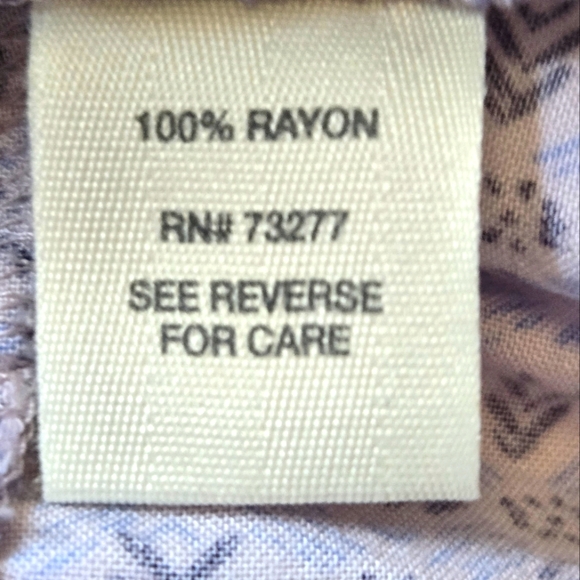 100% RAYON
RN# 73277
SEE REVERSE
FOR CARE